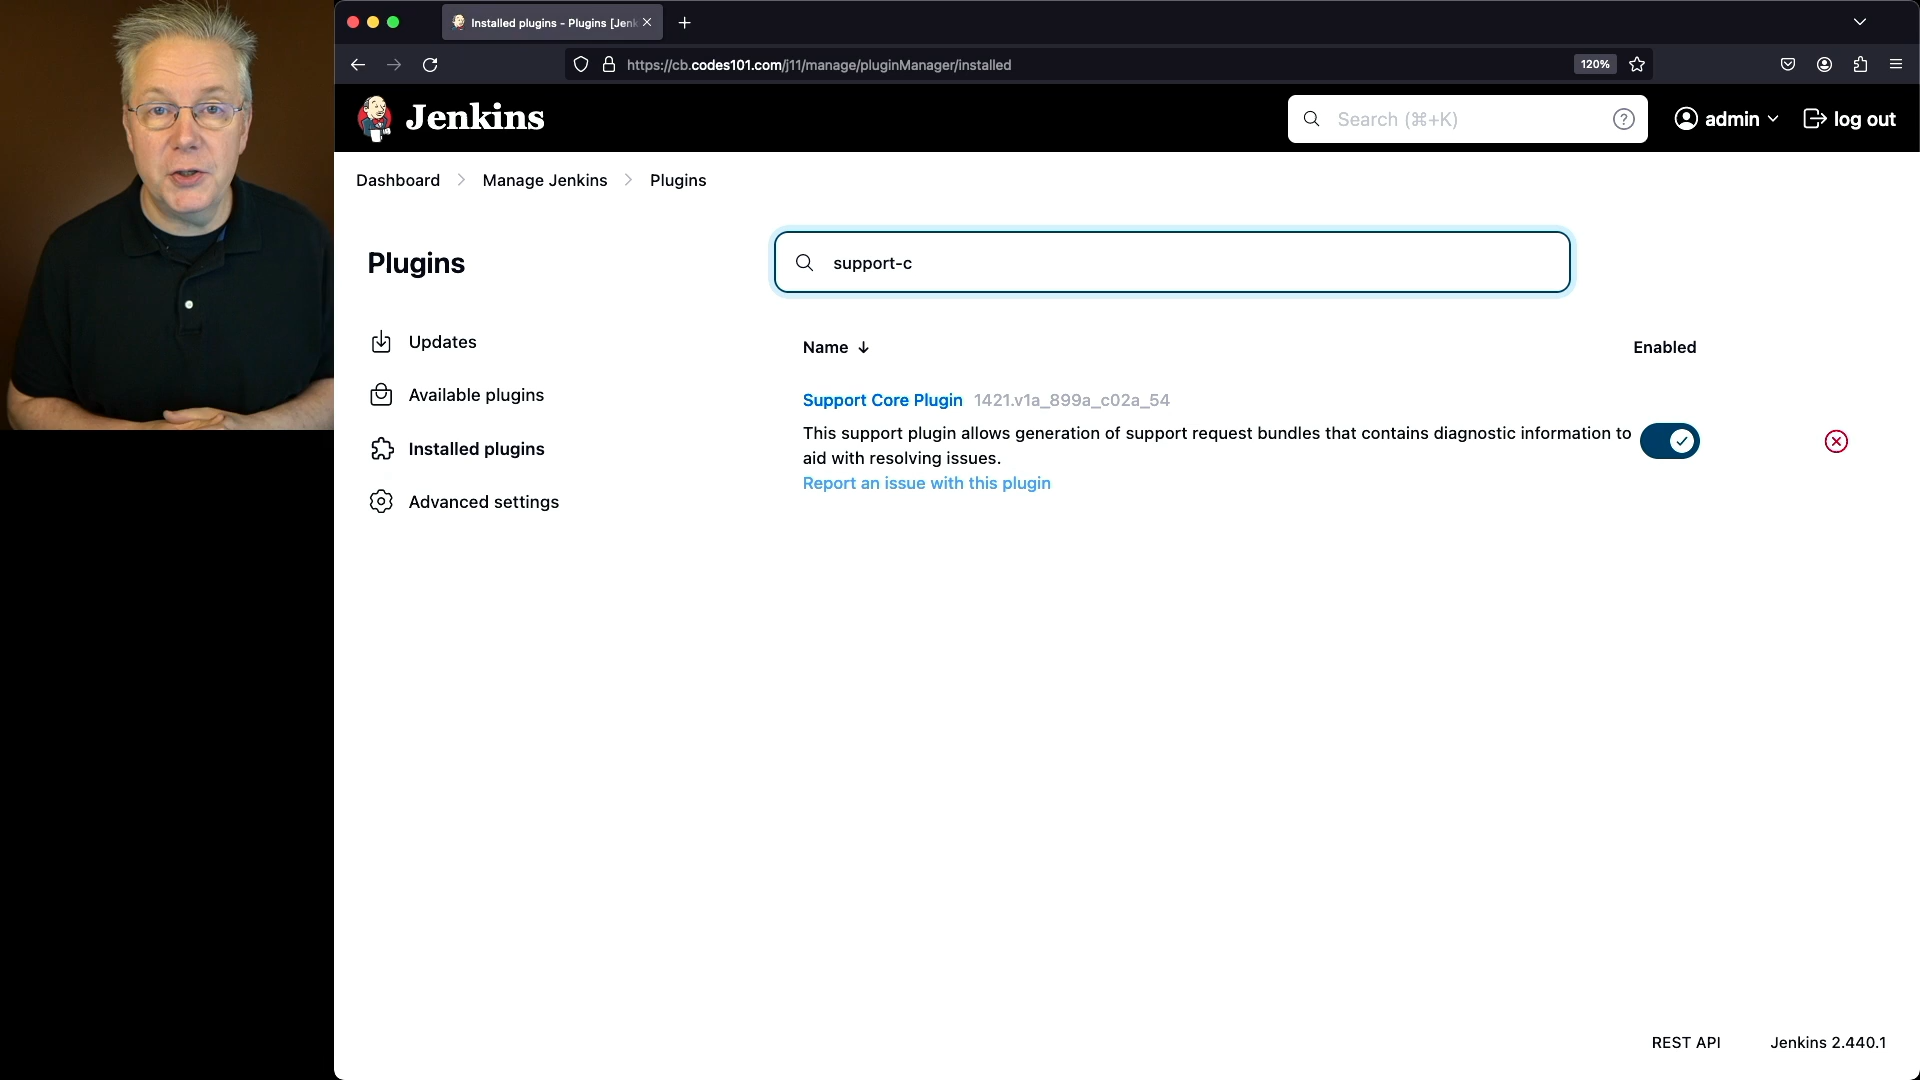 Installed plugins - Plugins [Jenk
https://cb.codes101.com/j11/manage/pluginManager/installed
120%
Jenkins
Search (⌘+K)
admin
log out
Dashboard
Manage Jenkins
Plugins
Plugins
support-c
Updates
Available plugins
Installed plugins
Advanced settings
Name
Enabled
Support Core Plugin 1421.v1a_899a_c02a_54
This support plugin allows generation of support request bundles that contains diagnostic information to
aid with resolving issues.
Report an issue with this plugin
REST API
Jenkins 2.440.1